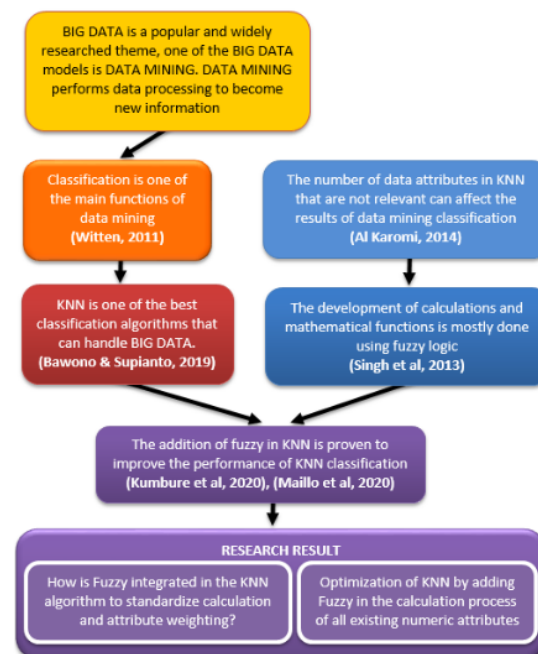 BIG DATA is a popular and widely
researched theme, one of the BIG DATA
models is DATA MINING. DATA MINING
performs data processing to become
new information
Classification is one of
the main functions of
data mining
(Witten, 2011)
The number of data attributes in KNN
that are not relevant can affect the
results of data mining classification
(Al Karomi, 2014)
KNN is one of the best
classification algorithms that
can handle BIG DATA.
(Bawono & Supianto, 2019)
The development of calculations and
mathematical functions is mostly done
using fuzzy logic
(Singh et al, 2013)
The addition of fuzzy in KNN is proven to
improve the performance of KNN classification
(Kumbure et al, 2020), (Maillo et al, 2020)
RESEARCH RESULT
How is Fuzzy integrated in the KNN
algorithm to standardize calculation
and attribute weighting?
Optimization of KNN by adding
Fuzzy in the calculation process
of all existing numeric attributes